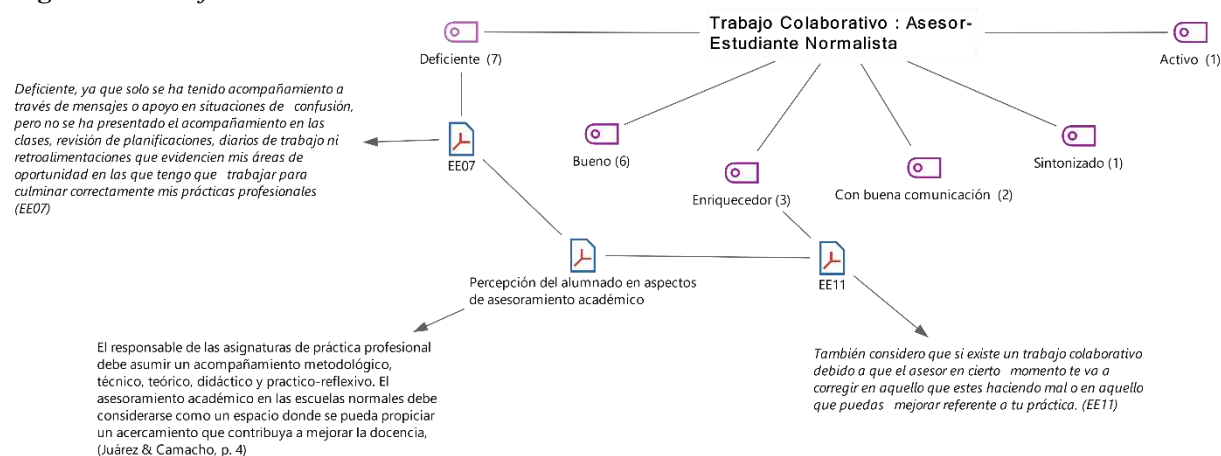 Trabajo Colaborativo : Asesor-
Estudiante Normalista
Deficiente (7)
Activo (1)
Deficiente, ya que solo se ha tenido acompañamiento a
través de mensajes o apoyo en situaciones de confusión,
pero no se ha presentado el acompañamiento en las
clases, revisión de planificaciones, diarios de trabajo ni
retroalimentaciones que evidencien mis áreas de
oportunidad en las que tengo que trabajar para
culminar correctamente mis prácticas profesionales
(EE07)
EE07
Bueno (6)
Sintonizado (1)
Enriquecedor (3)
Con buena comunicación (2)
EE11
Percepción del alumnado en aspectos
de asesoramiento académico
El responsable de las asignaturas de práctica profesional
debe asumir un acompañamiento metodológico,
técnico, teórico, didáctico y practico-reflexivo. El
asesoramiento académico en las escuelas normales debe
considerarse como un espacio donde se pueda propiciar
un acercamiento que contribuya a mejorar la docencia,
(Juárez & Camacho, p. 4)
También considero que si existe un trabajo colaborativo
debido a que el asesor en cierto momento te va a
corregir en aquello que estes haciendo mal o en aquello
que puedas mejorar referente a tu práctica. (EE11)